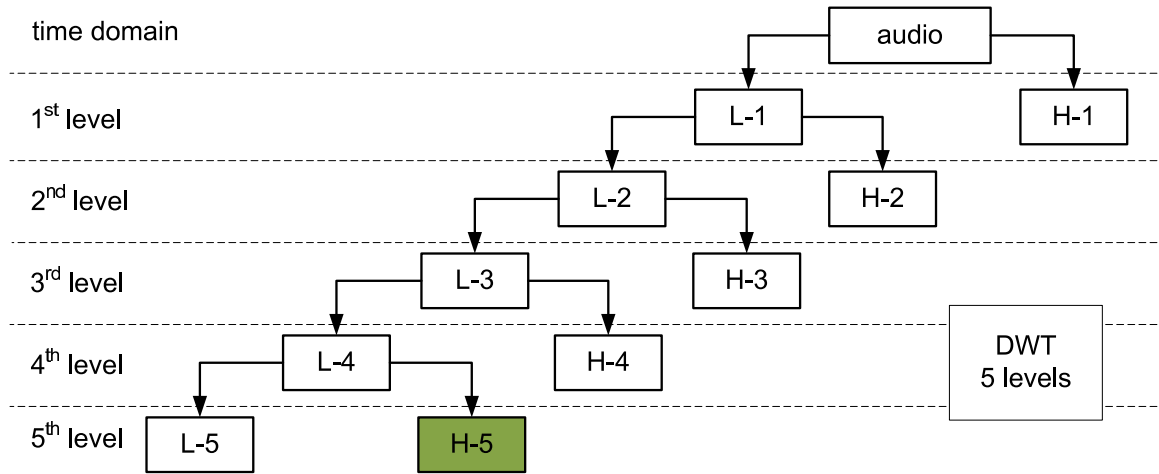 time domain
audio
1st level
L-1
H-1
2nd level
L-2
H-2
3rd level
L-3
H-3
4th level
L-4
H-4
DWT
5 levels
5th level
L-5
H-5